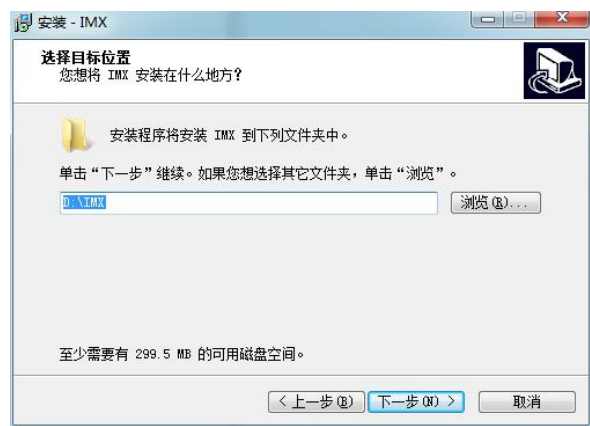 安装 - IMX
选择目标位置
您想将 IMX 安装在什么地方?
安装程序将安装 IMX 到下列文件夹中。
单击“下一步”继续。如果您想选择其它文件夹，单击“浏览”。
D:\IMX
浏览(R)...
至少需要有 299.5 MB 的可用磁盘空间。
< 上一步(B)
下一步(N) >
取消